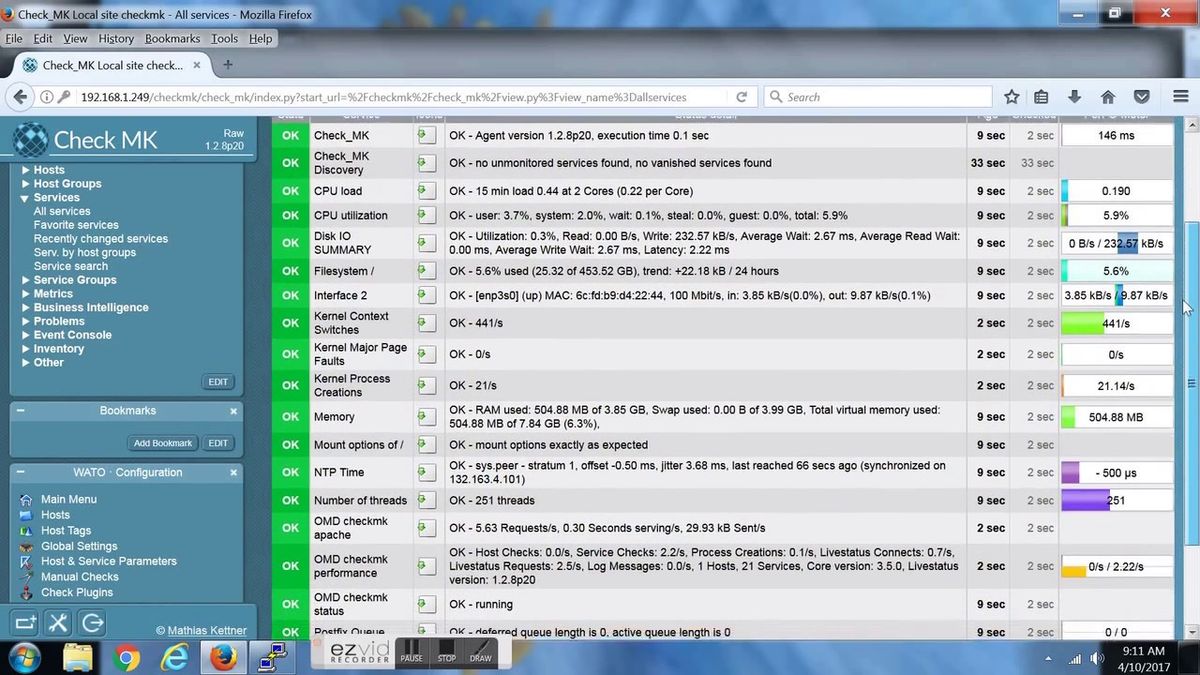 Check_MK Local site checkmk - All services - Mozilla Firefox
File Edit View History Bookmarks Tools Help
Check_MK Local site check...
192.168.1.249/checkmk/check_mk/index.py?start_url=%2Fcheckmk%2Fcheck_mk%2Fview.py%3Fview_name%3Dallservices
Search
Check MK
Raw
1.2.8p20
Hosts
Host Groups
Services
All services
Favorite services
Recently changed services
Serv. by host groups
Service search
Service Groups
Metrics
Business Intelligence
Problems
Event Console
Inventory
Other
EDIT
Bookmarks
Add Bookmark EDIT
WATO · Configuration
Main Menu
Hosts
Host Tags
Global Settings
Host & Service Parameters
Manual Checks
Check Plugins
© Mathias Kettner
OK Check_MK OK - Agent version 1.2.8p20, execution time 0.1 sec 9 sec 2 sec 146 ms
OK Check_MK
Discovery OK - no unmonitored services found, no vanished services found 33 sec 33 sec
OK CPU load OK - 15 min load 0.44 at 2 Cores (0.22 per Core) 9 sec 2 sec 0.190
OK CPU utilization OK - user: 3.7%, system: 2.0%, wait: 0.1%, steal: 0.0%, guest: 0.0%, total: 5.9% 9 sec 2 sec 5.9%
OK Disk IO
SUMMARY OK - Utilization: 0.3%, Read: 0.00 B/s, Write: 232.57 kB/s, Average Wait: 2.67 ms, Average Read Wait:
0.00 ms, Average Write Wait: 2.67 ms, Latency: 2.22 ms 9 sec 2 sec 0 B/s / 232.57 kB/s
OK Filesystem / OK - 5.6% used (25.32 of 453.52 GB), trend: +22.18 kB / 24 hours 9 sec 2 sec 5.6%
OK Interface 2 OK - [enp3s0] (up) MAC: 6c:fd:b9:d4:22:44, 100 Mbit/s, in: 3.85 kB/s(0.0%), out: 9.87 kB/s(0.1%) 9 sec 2 sec 3.85 kB/s / 9.87 kB/s
OK Kernel Context
Switches OK - 441/s 2 sec 2 sec 441/s
OK Kernel Major Page
Faults OK - 0/s 2 sec 2 sec 0/s
OK Kernel Process
Creations OK - 21/s 2 sec 2 sec 21.14/s
OK Memory OK - RAM used: 504.88 MB of 3.85 GB, Swap used: 0.00 B of 3.99 GB, Total virtual memory used:
504.88 MB of 7.84 GB (6.3%), 9 sec 2 sec 504.88 MB
OK Mount options of / OK - mount options exactly as expected 9 sec 2 sec
OK NTP Time OK - sys.peer - stratum 1, offset -0.50 ms, jitter 3.68 ms, last reached 66 secs ago (synchronized on
132.163.4.101) 9 sec 2 sec - 500 µs
OK Number of threads OK - 251 threads 9 sec 2 sec 251
OK OMD checkmk
apache OK - 5.63 Requests/s, 0.30 Seconds serving/s, 29.93 kB Sent/s 2 sec 2 sec
OK OMD checkmk
performance OK - Host Checks: 0.0/s, Service Checks: 2.2/s, Process Creations: 0.1/s, Livestatus Connects: 0.7/s,
Livestatus Requests: 2.5/s, Log Messages: 0.0/s, 1 Hosts, 21 Services, Core version: 3.5.0, Livestatus
version: 1.2.8p20 2 sec 2 sec 0/s / 2.22/s
OK OMD checkmk
status OK - running 9 sec 2 sec
OK Postfix Queue OK - deferred queue length is 0, active queue length is 0 9 sec 2 sec 0 / 0
ezvid
RECORDER
PAUSE STOP DRAW
9:11 AM
4/10/2017